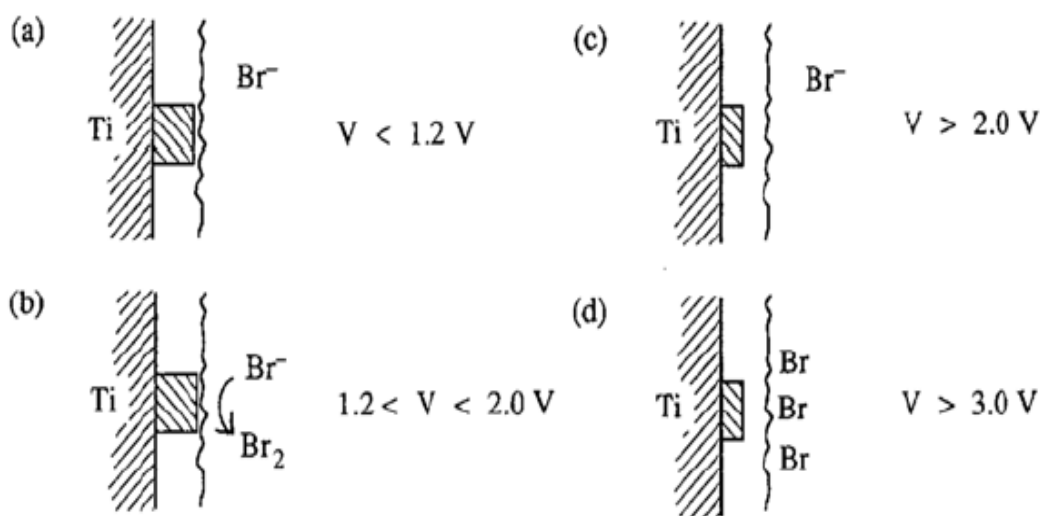 (a)
Br⁻
Ti
V < 1.2 V
(b)
Br⁻
Ti
1.2 < V < 2.0 V
Br₂
(c)
Br⁻
Ti
V > 2.0 V
(d)
Br
Ti
Br
V > 3.0 V
Br